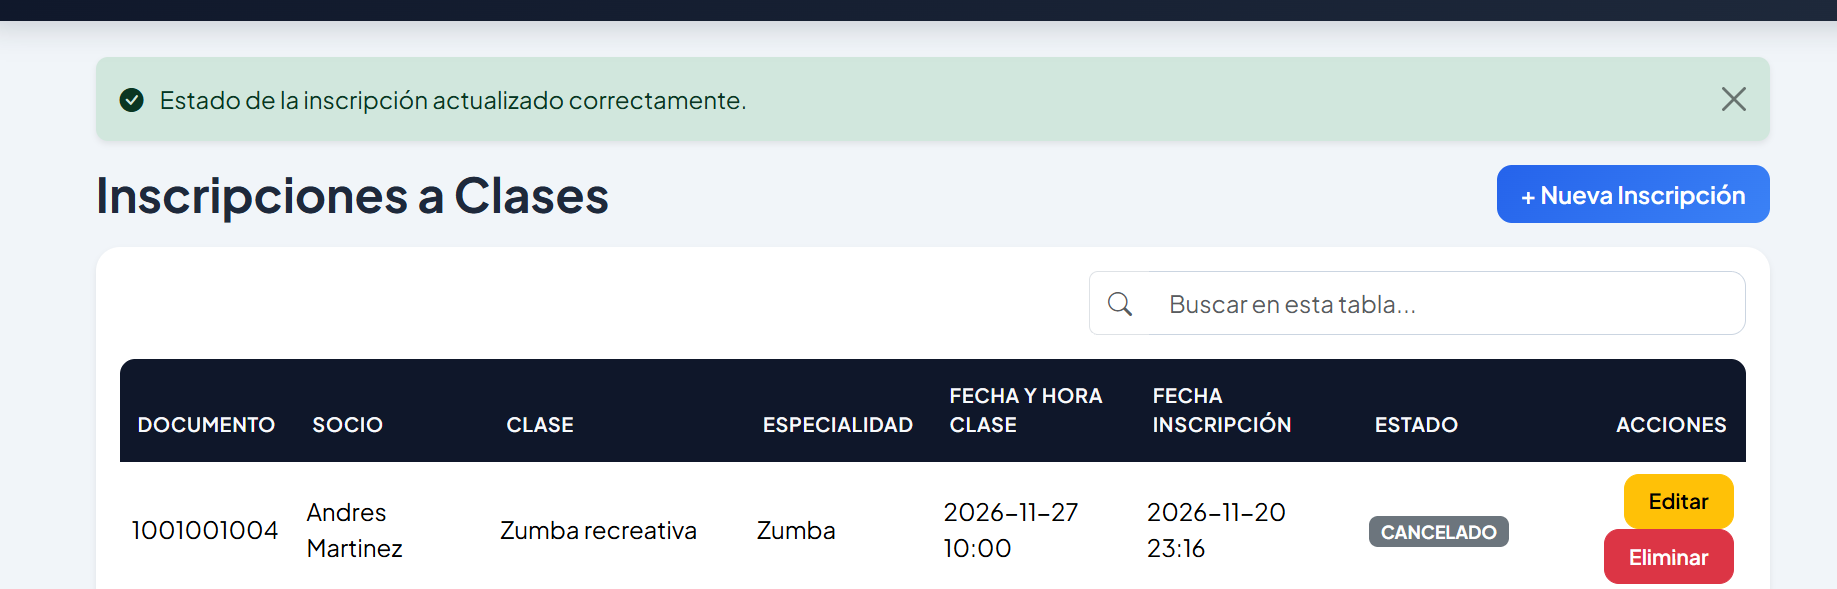 Estado de la inscripción actualizado correctamente.
Inscripciones a Clases
+ Nueva Inscripción
Buscar en esta tabla...
DOCUMENTO SOCIO CLASE ESPECIALIDAD FECHA Y HORA CLASE FECHA INSCRIPCIÓN ESTADO ACCIONES
1001001004 Andres Martinez Zumba recreativa Zumba 2026-11-27 10:00 2026-11-20 23:16 CANCELADO Editar
Eliminar